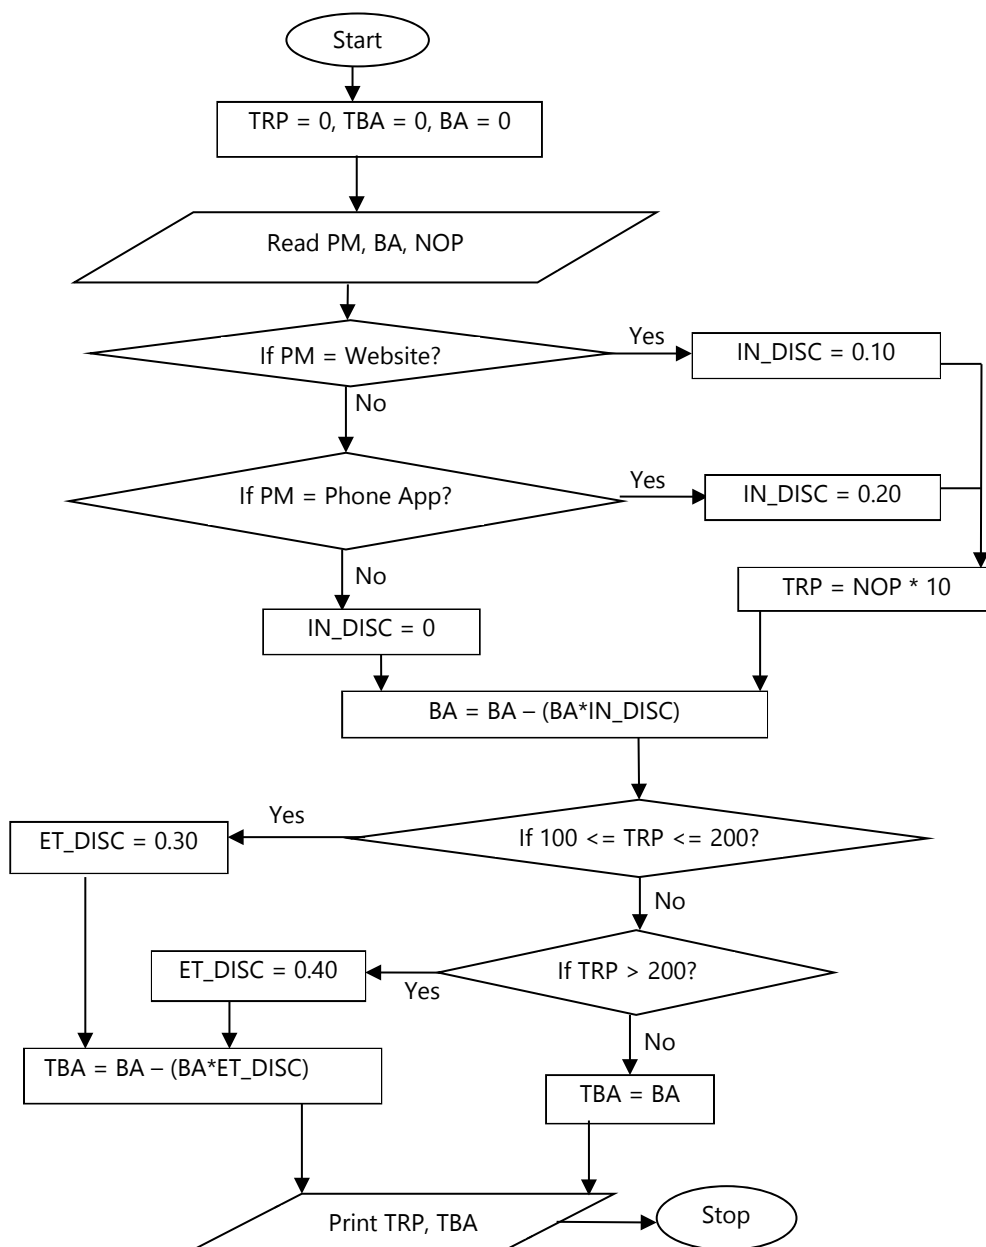 Start
TRP = 0, TBA = 0, BA = 0
Read PM, BA, NOP
If PM = Website?
Yes
IN_DISC = 0.10
No
If PM = Phone App?
Yes
IN_DISC = 0.20
No
TRP = NOP * 10
IN_DISC = 0
BA = BA – (BA*IN_DISC)
If 100 <= TRP <= 200?
Yes
ET_DISC = 0.30
No
If TRP > 200?
Yes
ET_DISC = 0.40
No
TBA = BA – (BA*ET_DISC)
TBA = BA
Print TRP, TBA
Stop